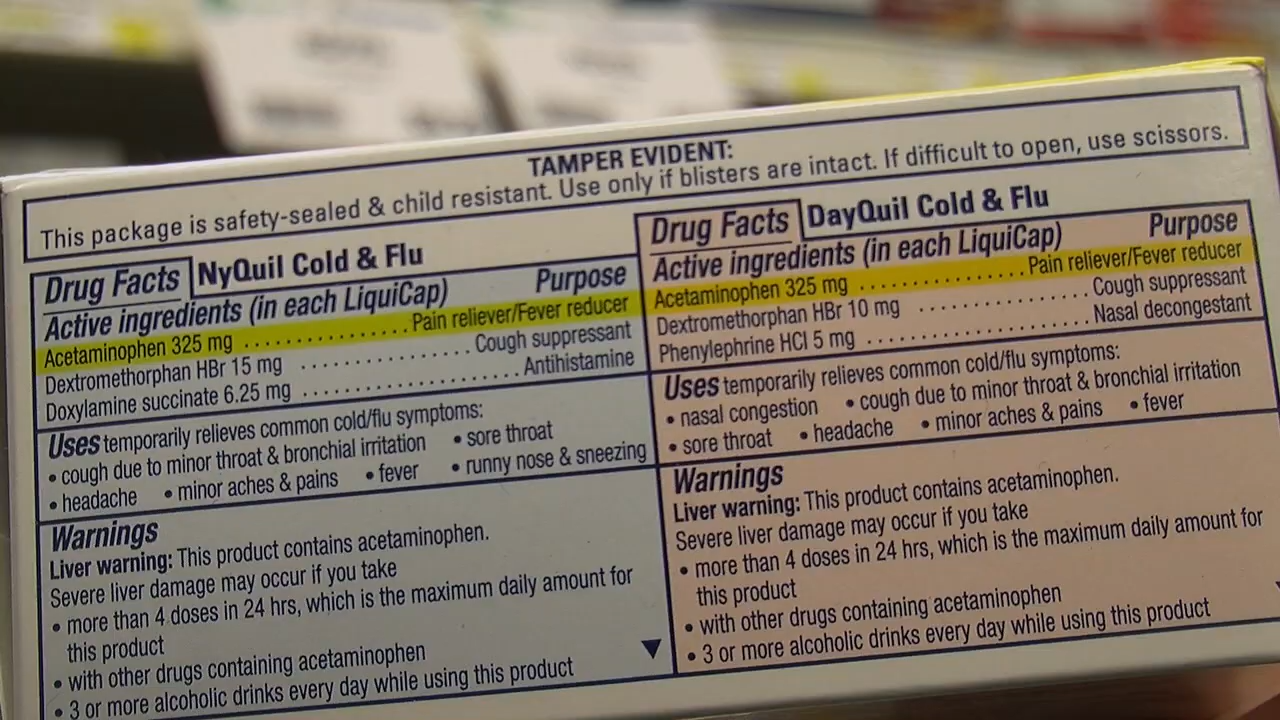 TAMPER EVIDENT:
This package is safety-sealed & child resistant. Use only if blisters are intact. If difficult to open, use scissors.
Drug Facts NyQuil Cold & Flu
Active ingredients (in each LiquiCap) Purpose
Acetaminophen 325 mg ................ Pain reliever/Fever reducer
Dextromethorphan HBr 15 mg ................ Cough suppressant
Doxylamine succinate 6.25 mg ................ Antihistamine
Uses temporarily relieves common cold/flu symptoms:
• cough due to minor throat & bronchial irritation • sore throat
• headache • minor aches & pains • fever • runny nose & sneezing
Warnings
Liver warning: This product contains acetaminophen.
Severe liver damage may occur if you take
• more than 4 doses in 24 hrs, which is the maximum daily amount for
this product
• with other drugs containing acetaminophen
• 3 or more alcoholic drinks every day while using this product
Drug Facts DayQuil Cold & Flu
Active ingredients (in each LiquiCap) Purpose
Acetaminophen 325 mg ................ Pain reliever/Fever reducer
Dextromethorphan HBr 10 mg ................ Cough suppressant
Phenylephrine HCl 5 mg ................ Nasal decongestant
Uses temporarily relieves common cold/flu symptoms:
• nasal congestion • cough due to minor throat & bronchial irritation
• sore throat • headache • minor aches & pains • fever
Warnings
Liver warning: This product contains acetaminophen.
Severe liver damage may occur if you take
• more than 4 doses in 24 hrs, which is the maximum daily amount for
this product
• with other drugs containing acetaminophen
• 3 or more alcoholic drinks every day while using this product